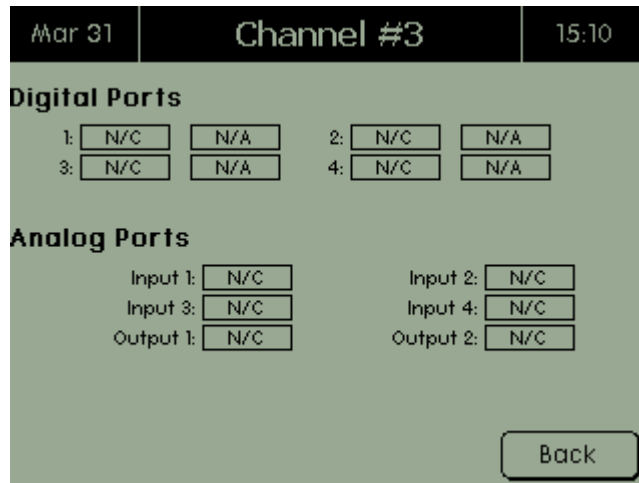 Mar 31 Channel #3 15:10
Digital Ports
1: N/C N/A 2: N/C N/A
3: N/C N/A 4: N/C N/A
Analog Ports
Input 1: N/C Input 2: N/C
Input 3: N/C Input 4: N/C
Output 1: N/C Output 2: N/C
Back